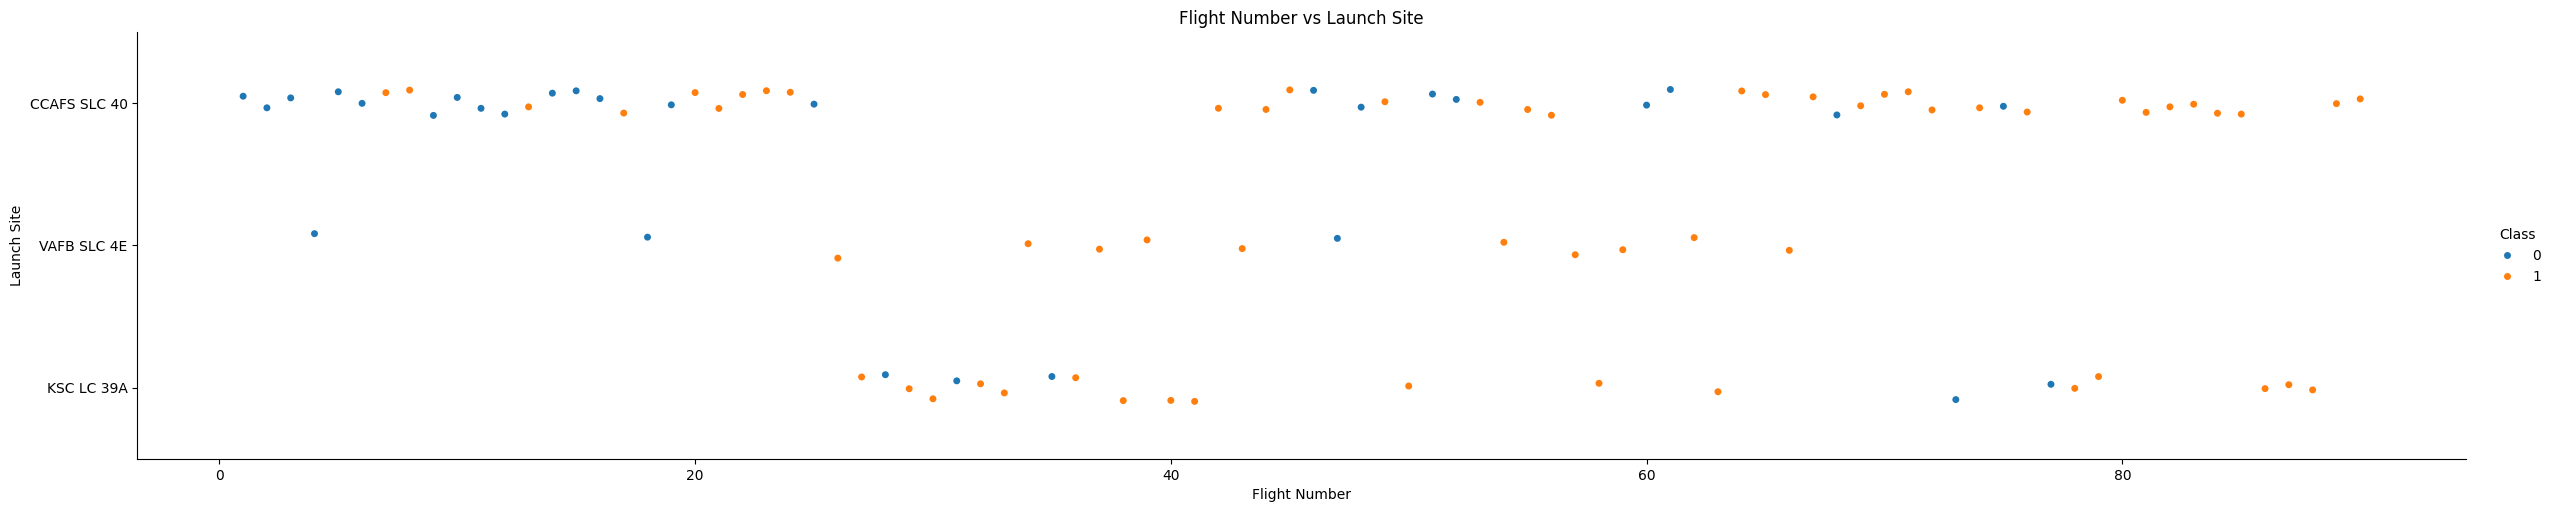 Flight Number vs Launch Site
CCAFS SLC 40
VAFB SLC 4E
KSC LC 39A
Launch Site
0
20
40
60
80
Flight Number
Class
0
1